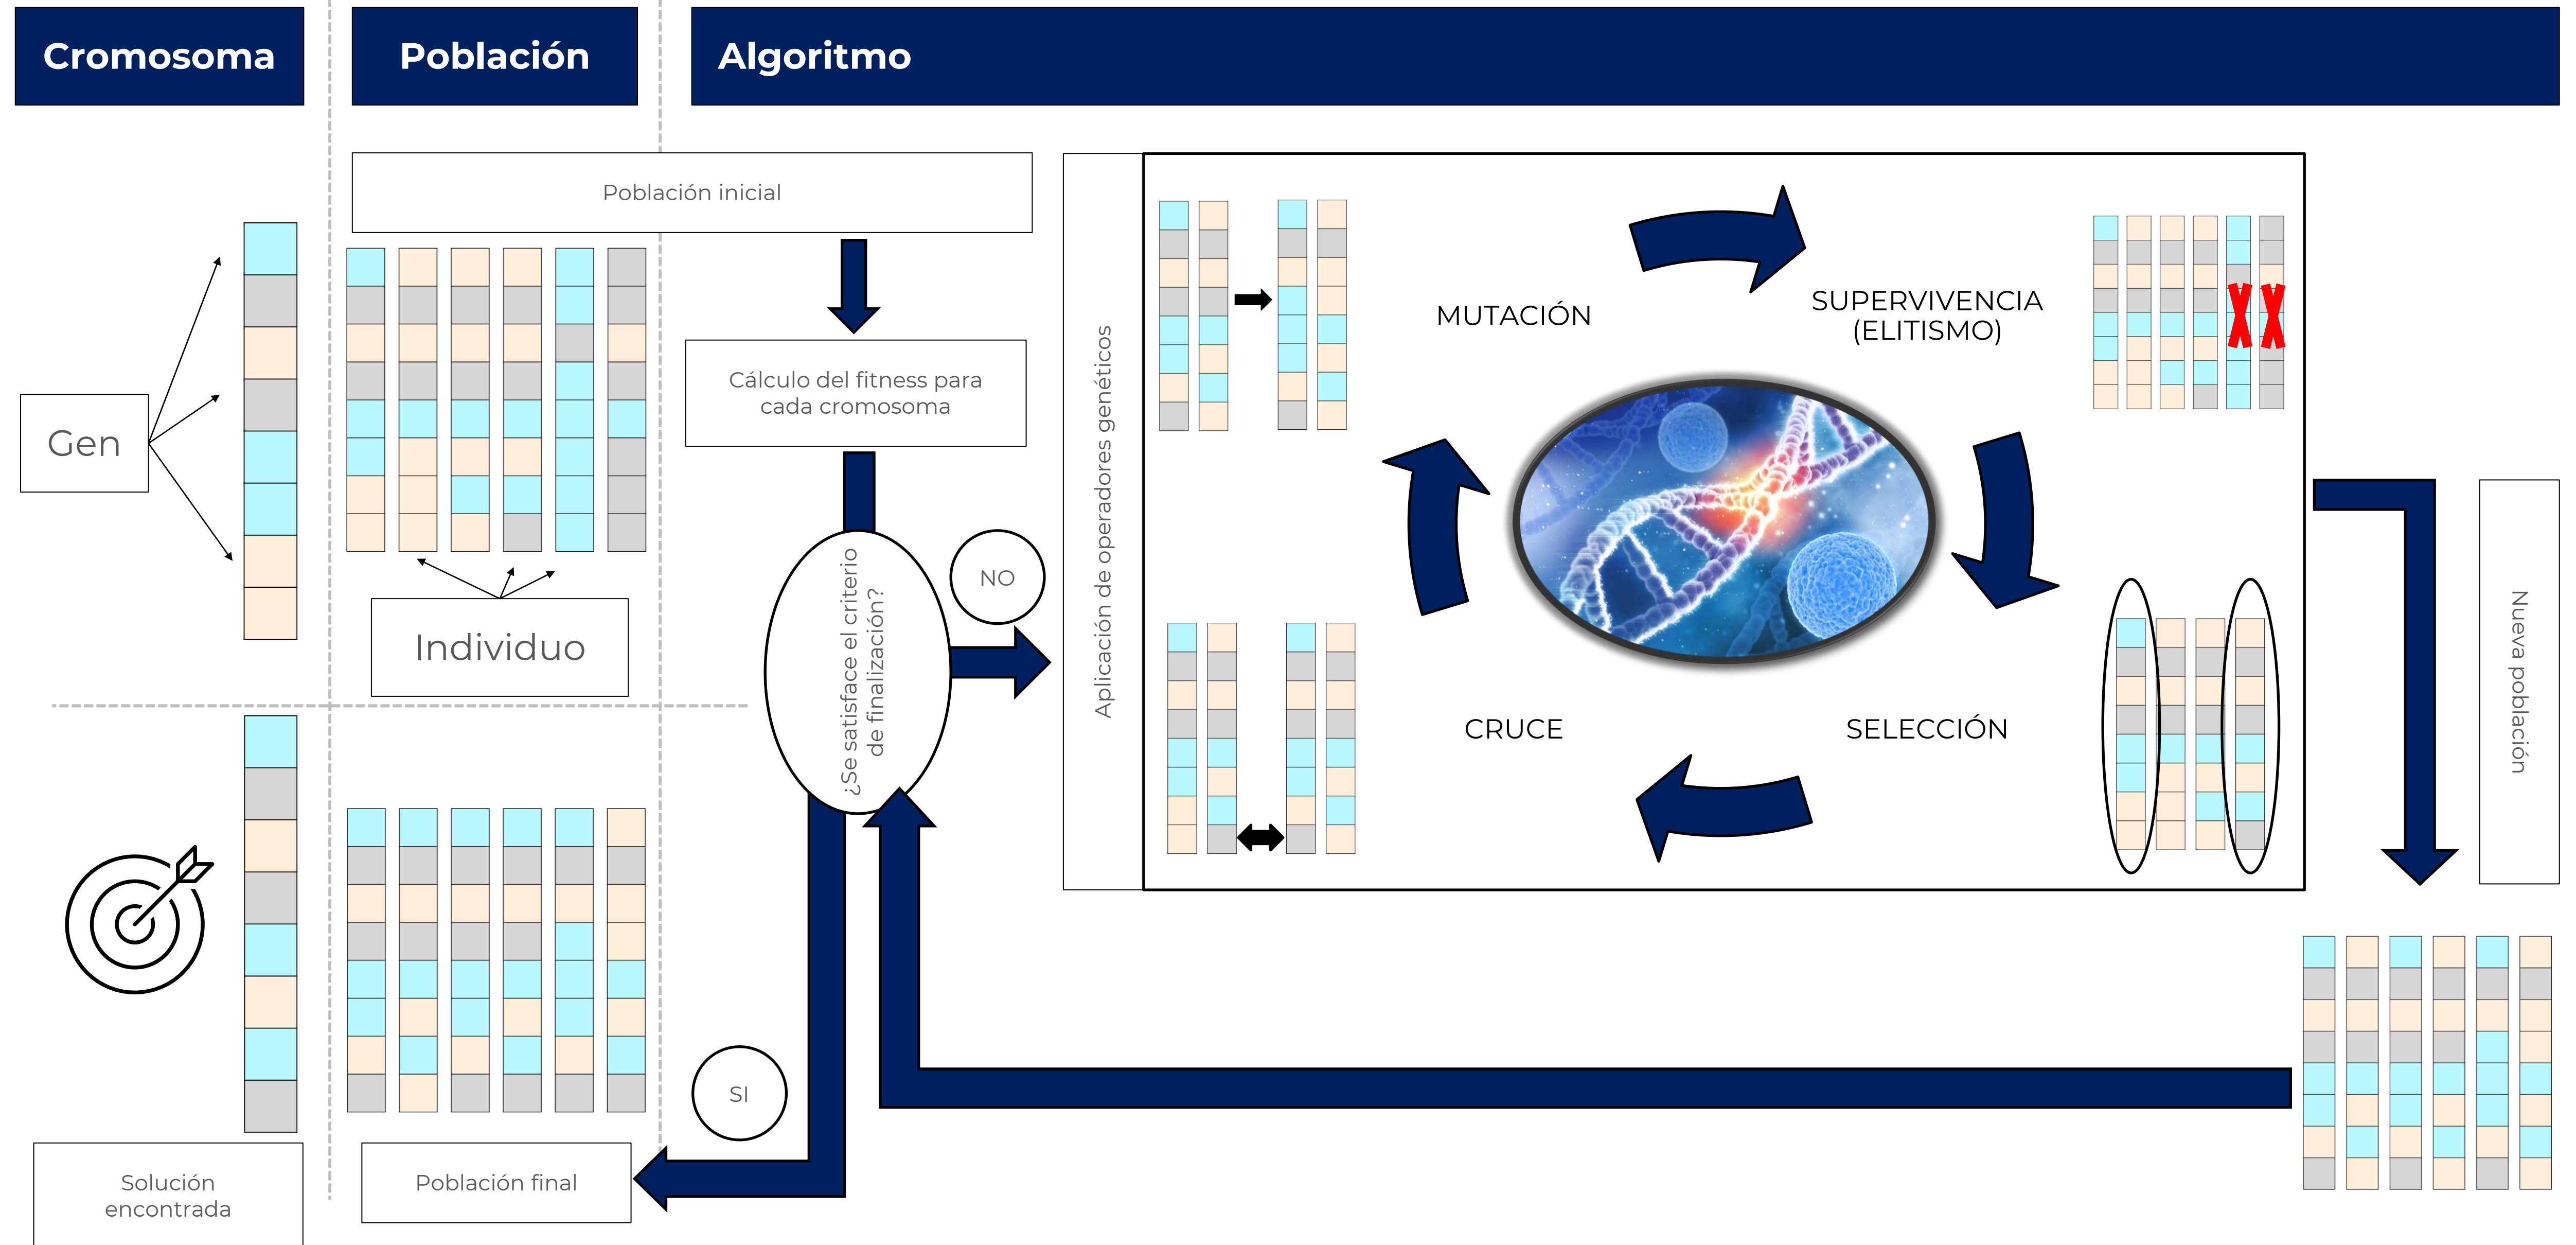 Cromosoma
Población
Algoritmo
Población inicial
Gen
Individuo
Cálculo del fitness para
cada cromosoma
¿Se satisface el criterio
de finalización?
NO
Aplicación de operadores genéticos
MUTACIÓN
SUPERVIVENCIA
(ELITISMO)
CRUCE
SELECCIÓN
Nueva población
SI
Solución
encontrada
Población final